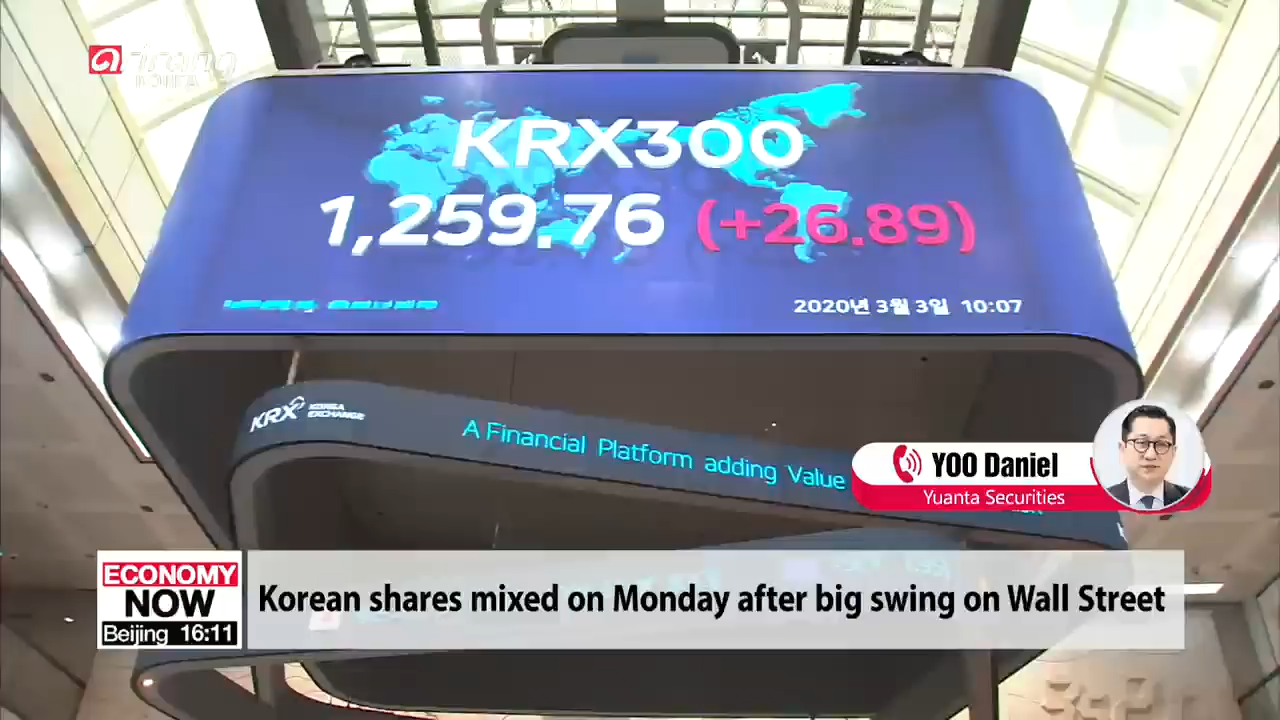 arirang
KOREA
KRX300
1,259.76 (+26.89)
2020년 3월 3일 10:07
KRX KOREA EXCHANGE
A Financial Platform adding Value
YOO Daniel
Yuanta Securities
ECONOMY
NOW
Beijing 16:11
Korean shares mixed on Monday after big swing on Wall Street